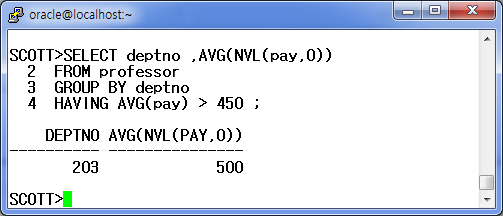 oracle@localhost:~
SCOTT>SELECT deptno ,AVG(NVL(pay,0))
  2  FROM professor
  3  GROUP BY deptno
  4  HAVING AVG(pay) > 450 ;
    DEPTNO AVG(NVL(PAY,0))
---------- ---------------
       203             500
SCOTT>